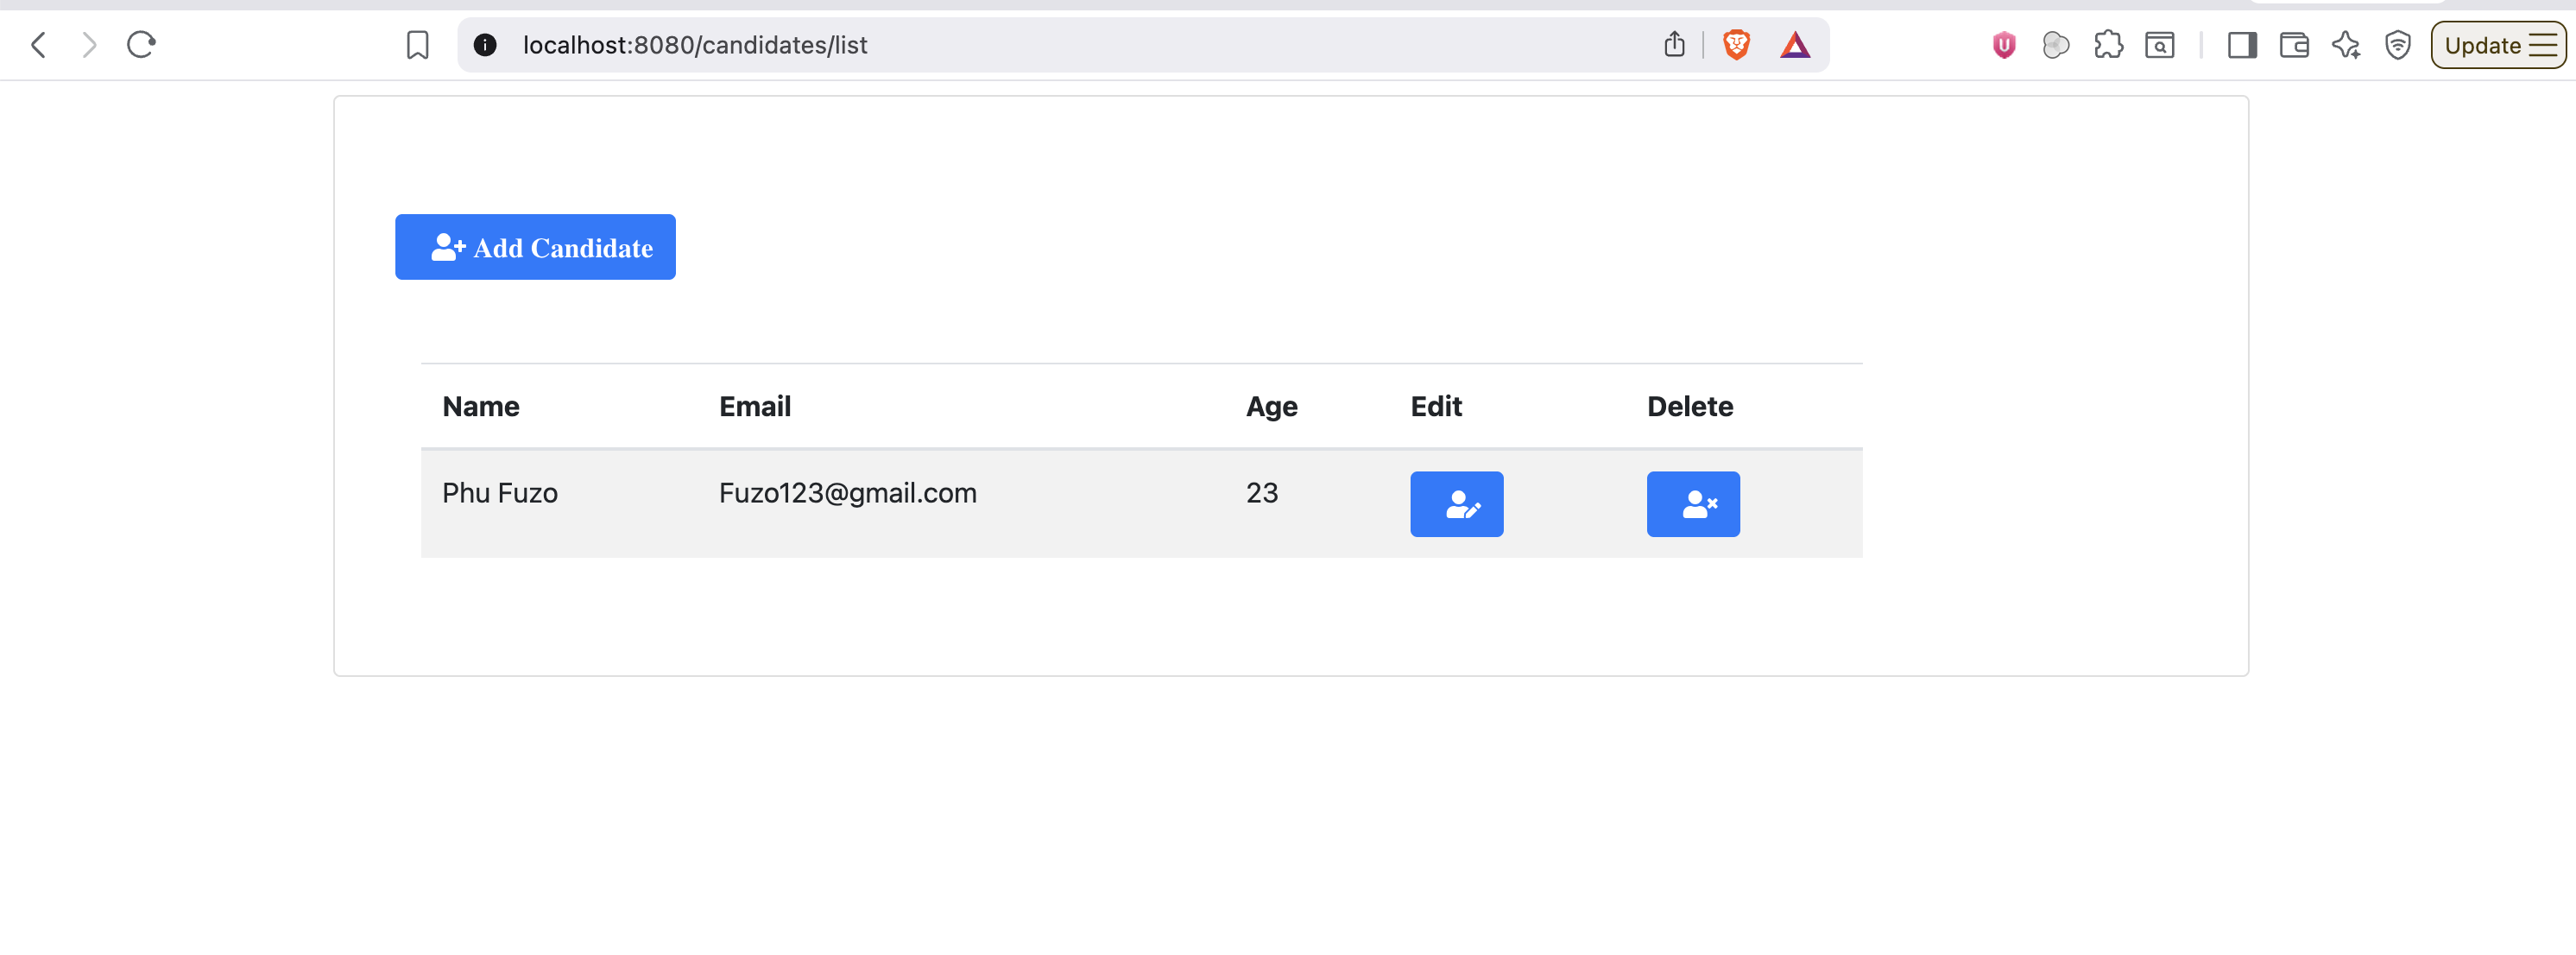 localhost:8080/candidates/list
Update
Add Candidate
Name Email Age Edit Delete
Phu Fuzo Fuzo123@gmail.com 23